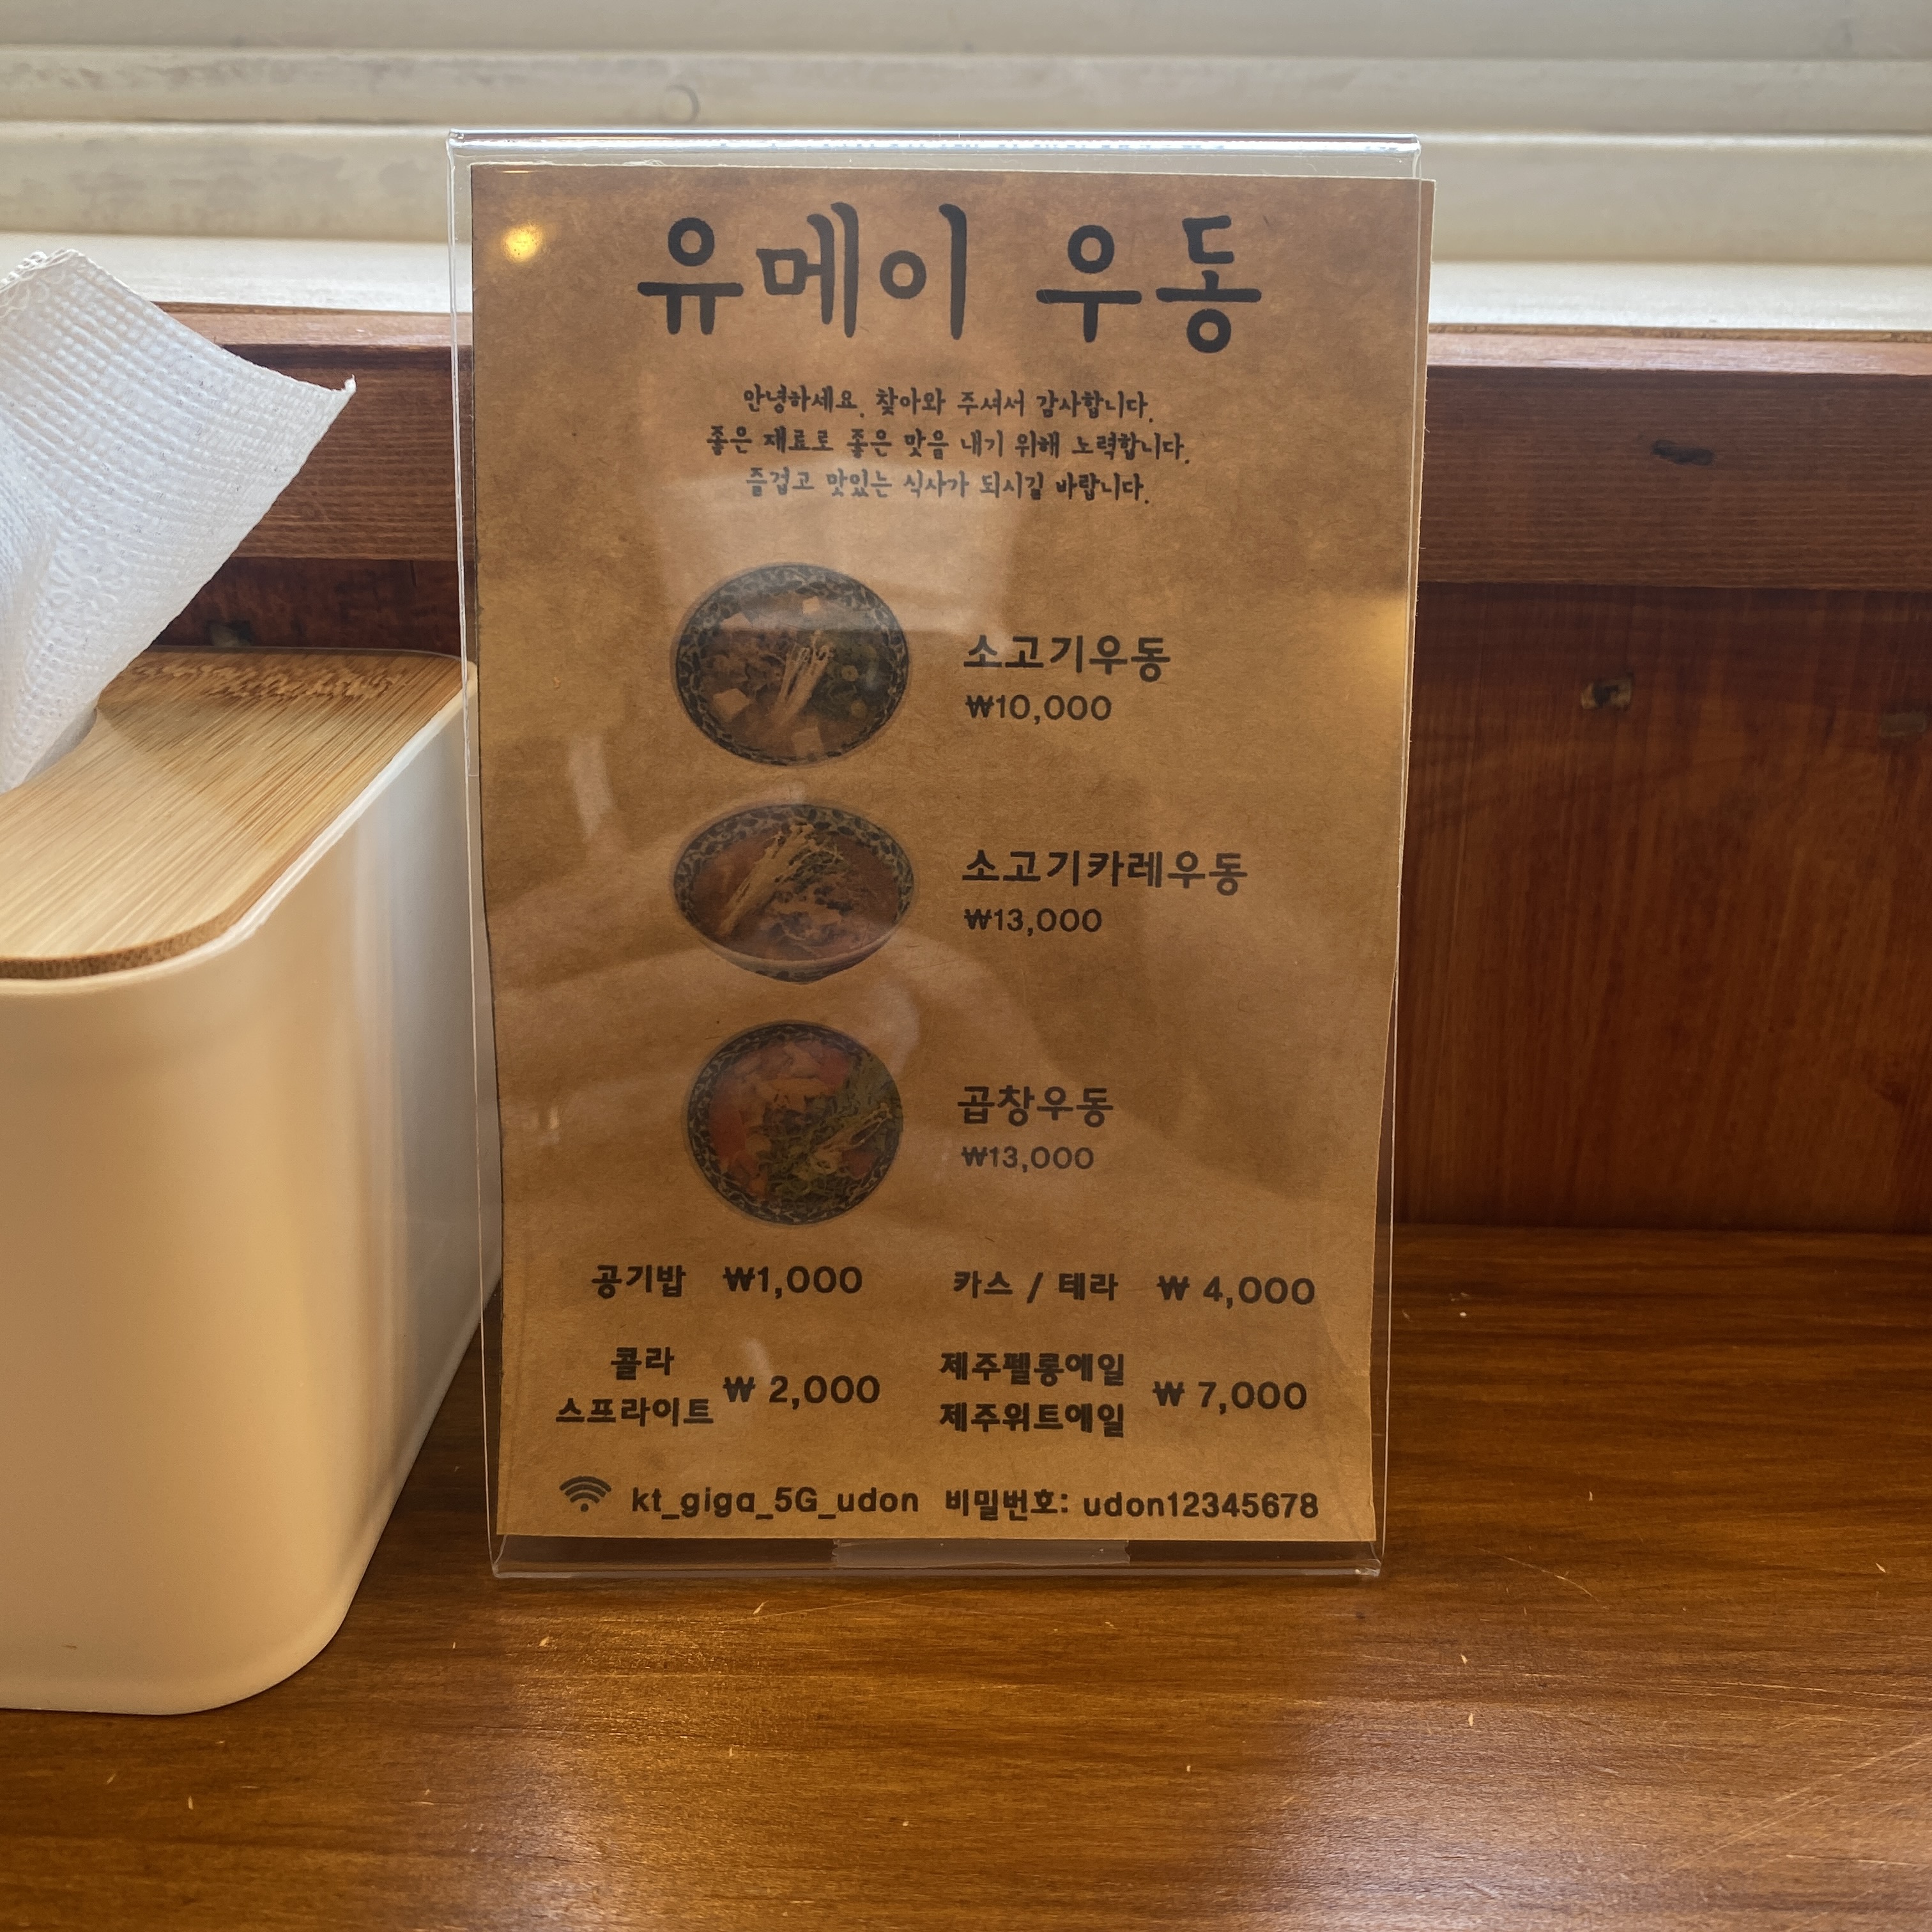 유메이 우동
안녕하세요. 찾아와 주셔서 감사합니다.
좋은 재료로 좋은 맛을 내기 위해 노력합니다.
즐겁고 맛있는 식사가 되시길 바랍니다.
소고기우동
₩10,000
소고기카레우동
₩13,000
곱창우동
₩13,000
공기밥 ₩1,000
카스 / 테라 ₩ 4,000
콜라
스프라이트 ₩ 2,000
제주펠롱에일
제주위트에일 ₩ 7,000
kt_giga_5G_udon 비밀번호: udon12345678